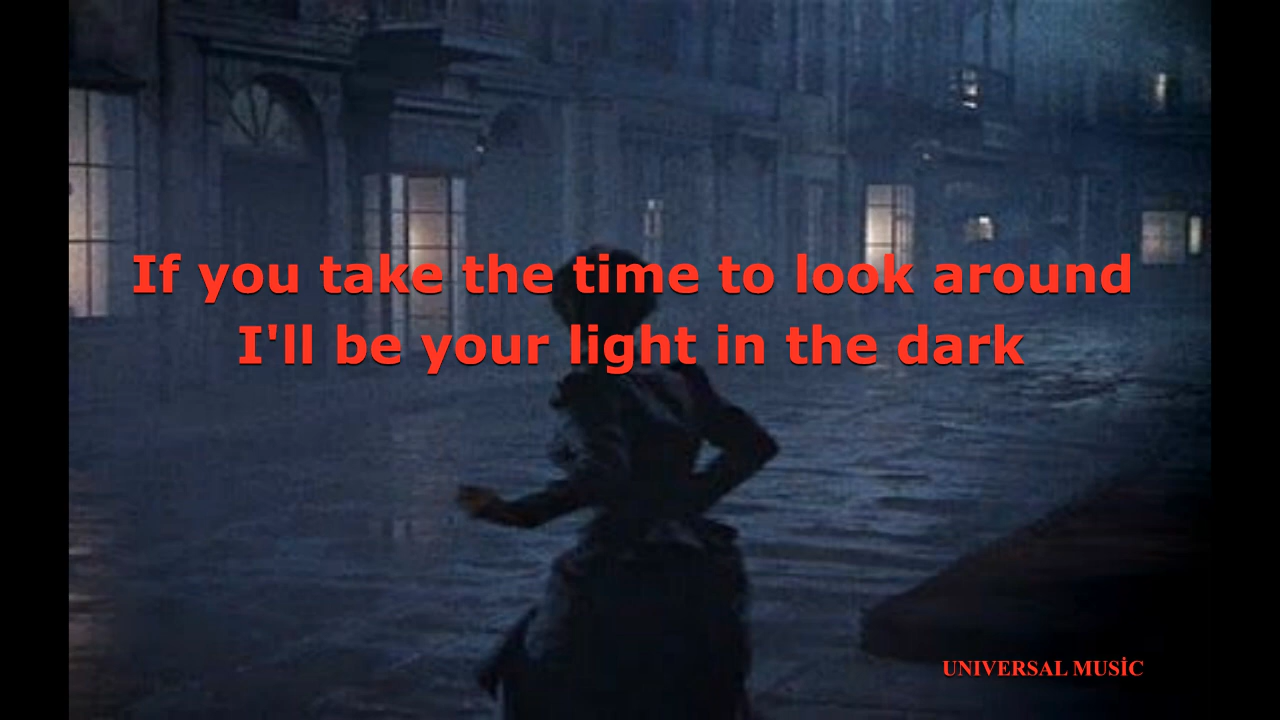 If you take the time to look around
I'll be your light in the dark
UNIVERSAL MUSİC